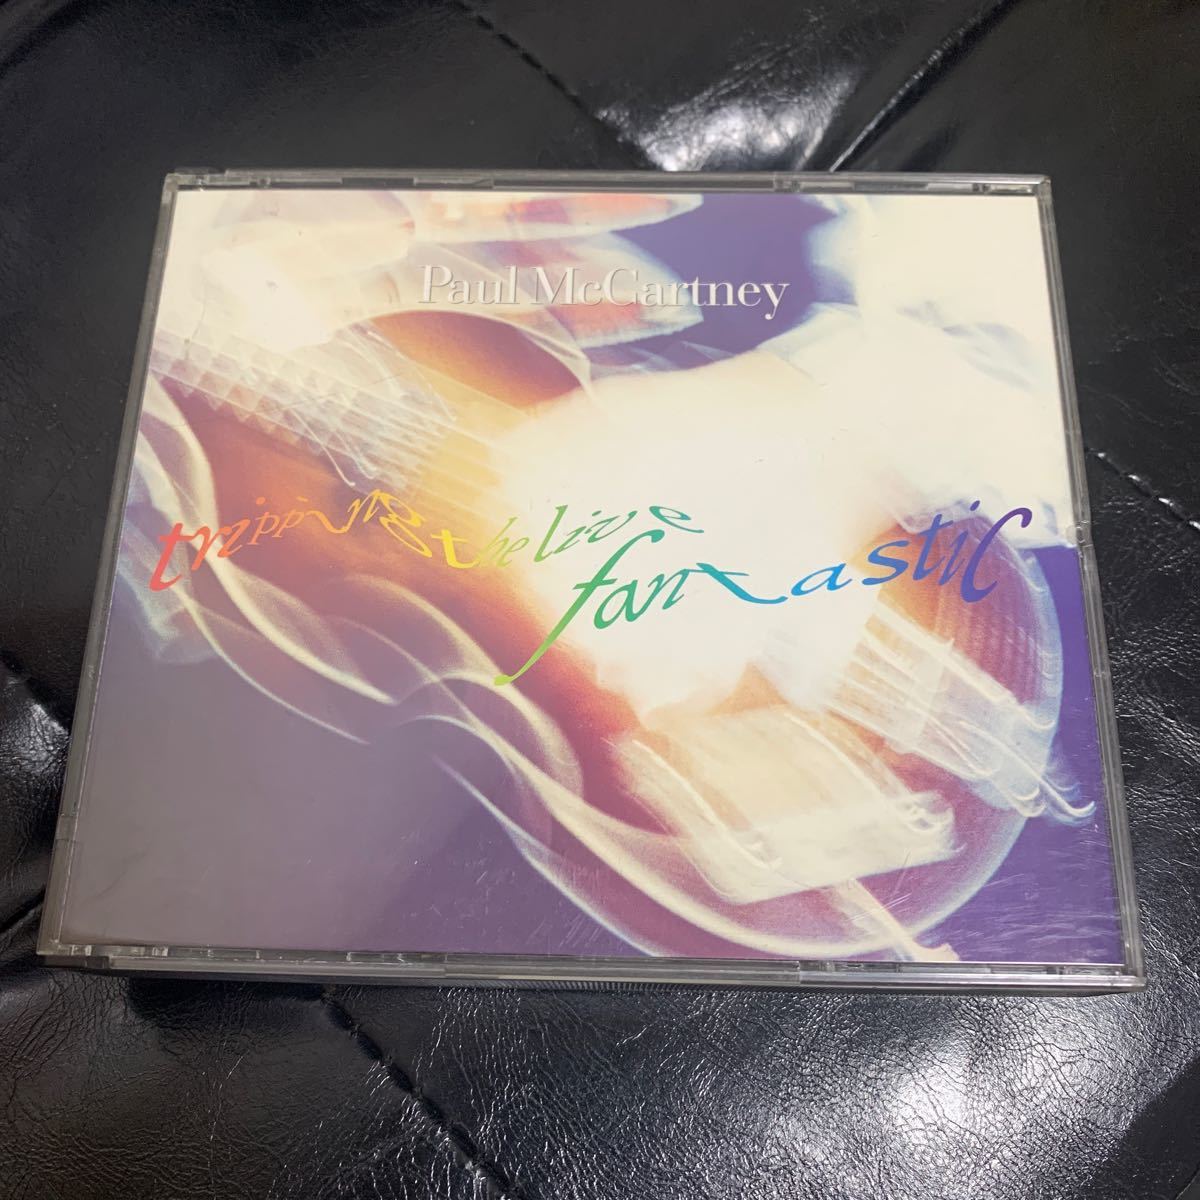 Paul McCartney
tripping the live
fantastic